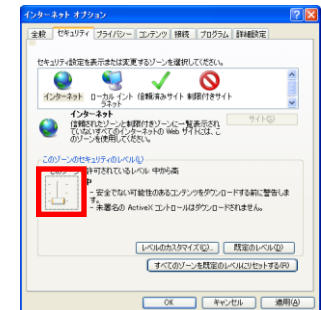 インターネット オプション
全般 セキュリティ プライバシー コンテンツ 接続 プログラム 詳細設定
セキュリティ設定を表示または変更するゾーンを選択してください。
インターネット ローカル イントラネット 信頼済みサイト 制限付きサイト
インターネット
信頼されたゾーンと制限付きゾーンに一覧表示されていないすべてのインターネットの Web サイトには、このゾーンを使用してください。
サイト(S)
このゾーンのセキュリティのレベル(L)
このゾーンで許可されているレベル: 中から高
中
- 安全でない可能性のあるコンテンツをダウンロードする前に警告します。
- 未署名の ActiveX コントロールはダウンロードされません。
レベルのカスタマイズ(C)... 既定のレベル(D)
すべてのゾーンを既定のレベルにリセットする(R)
OK キャンセル 適用(A)